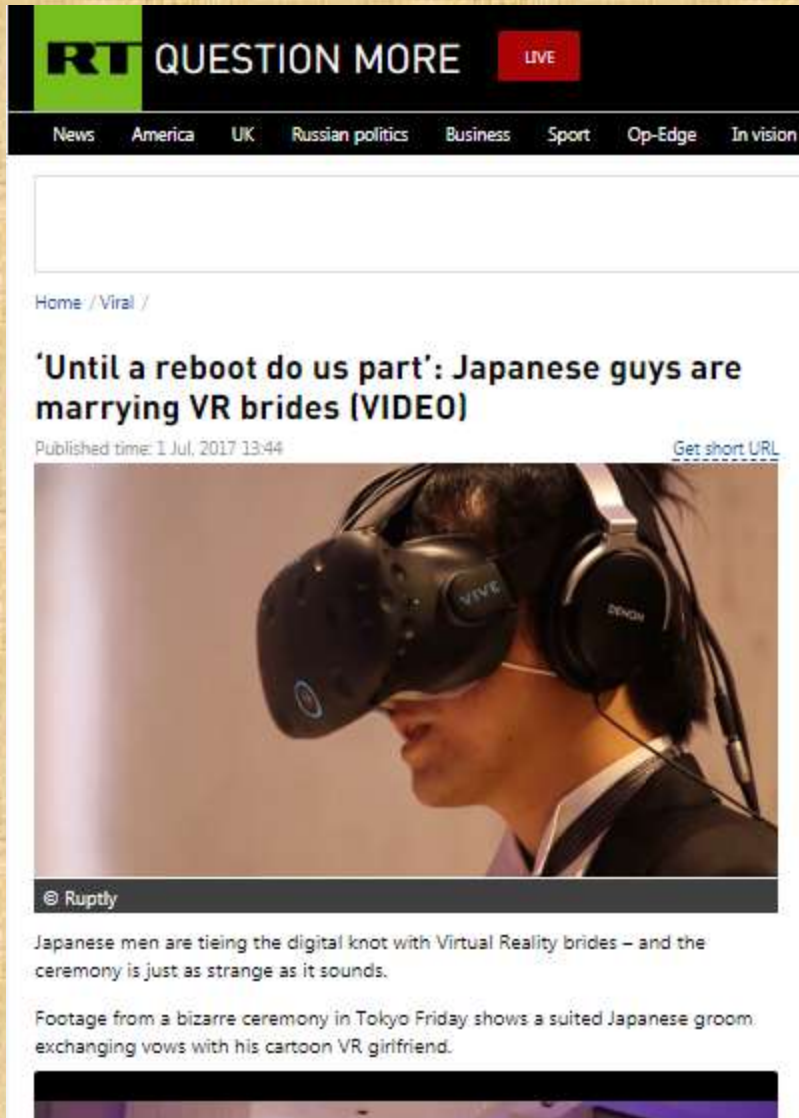 RT QUESTION MORE LIVE
News America UK Russian politics Business Sport Op-Edge In vision
Home / Viral /
‘Until a reboot do us part’: Japanese guys are
marrying VR brides (VIDEO)
Published time: 1 Jul, 2017 13:44 Get short URL
VIVE
DENON
© Ruptly
Japanese men are tieing the digital knot with Virtual Reality brides – and the
ceremony is just as strange as it sounds.
Footage from a bizarre ceremony in Tokyo Friday shows a suited Japanese groom
exchanging vows with his cartoon VR girlfriend.